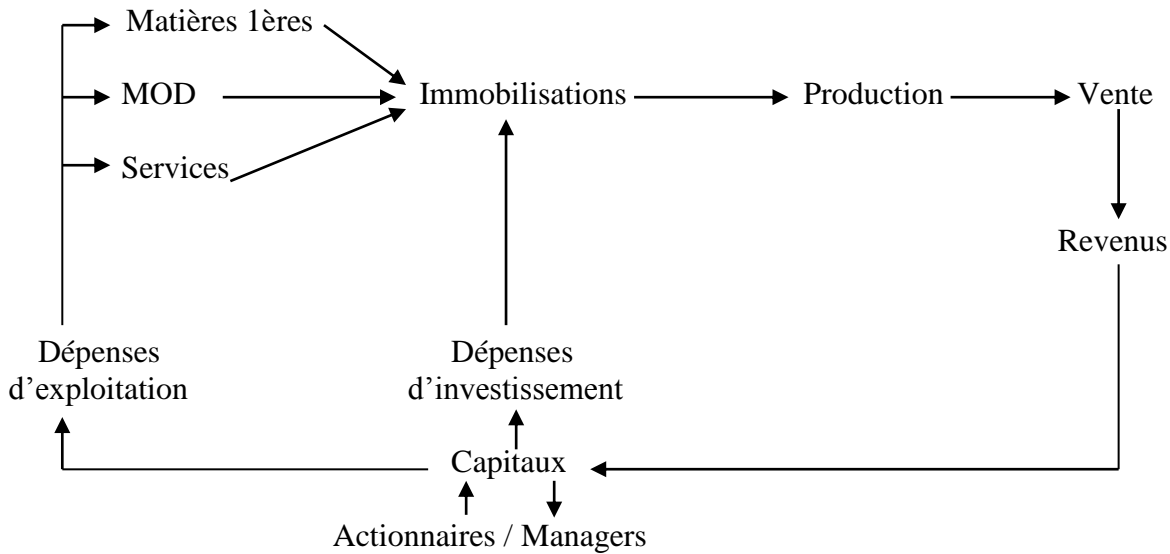 Matières 1ères
MOD
Immobilisations
Production
Vente
Services
Revenus
Dépenses
d’exploitation
Dépenses
d’investissement
Capitaux
Actionnaires / Managers